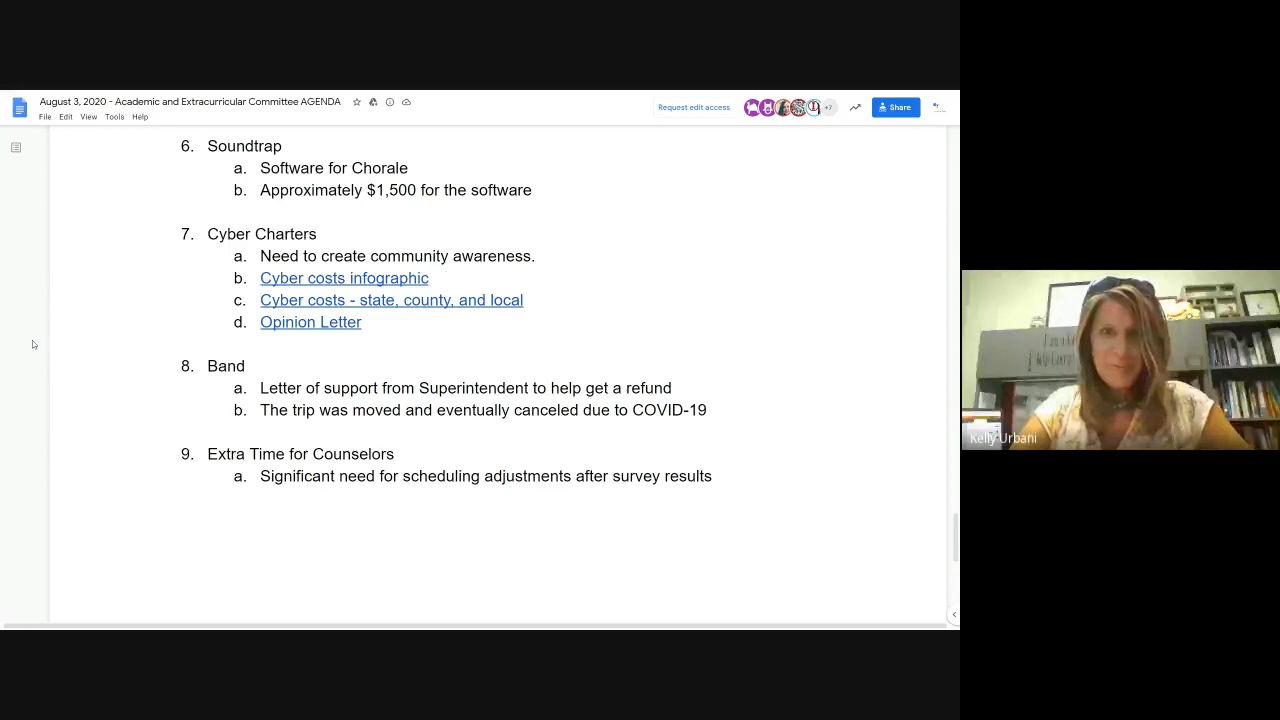 August 3, 2020 - Academic and Extracurricular Committee AGENDA
File Edit View Tools Help
Request edit access
+7
Share
6. Soundtrap
a. Software for Chorale
b. Approximately $1,500 for the software
7. Cyber Charters
a. Need to create community awareness.
b. Cyber costs infographic
c. Cyber costs - state, county, and local
d. Opinion Letter
8. Band
a. Letter of support from Superintendent to help get a refund
b. The trip was moved and eventually canceled due to COVID-19
9. Extra Time for Counselors
a. Significant need for scheduling adjustments after survey results
Kelly Urbani